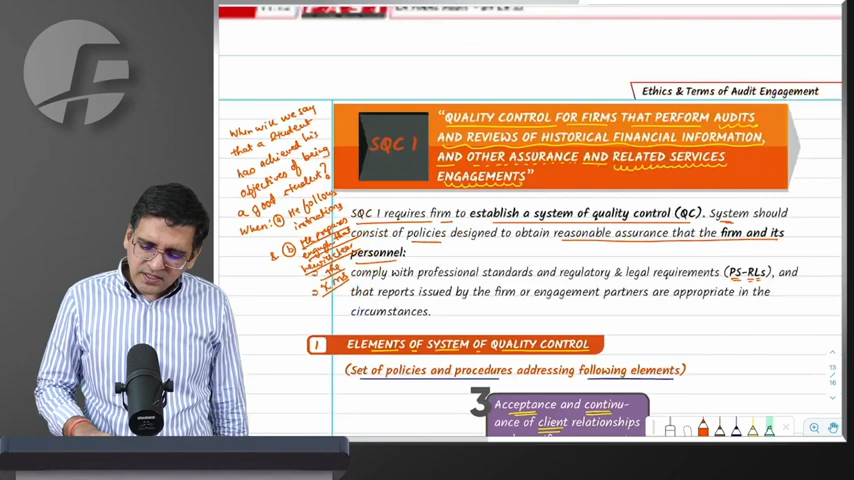 Ethics & Terms of Audit Engagement
SQC 1
“QUALITY CONTROL FOR FIRMS THAT PERFORM AUDITS
AND REVIEWS OF HISTORICAL FINANCIAL INFORMATION,
AND OTHER ASSURANCE AND RELATED SERVICES
ENGAGEMENTS”
When will we say
that a student
has achieved his
objectives of being
a good student?
When: (a) He follows
instructions
& (b) He prepares
the
SQC 1 requires firm to establish a system of quality control (QC). System should
consist of policies designed to obtain reasonable assurance that the firm and its
personnel:
comply with professional standards and regulatory & legal requirements (PS-RLs), and
that reports issued by the firm or engagement partners are appropriate in the
circumstances.
1 ELEMENTS OF SYSTEM OF QUALITY CONTROL
(Set of policies and procedures addressing following elements)
3
Acceptance and continu-
ance of client relationships
13
/
16